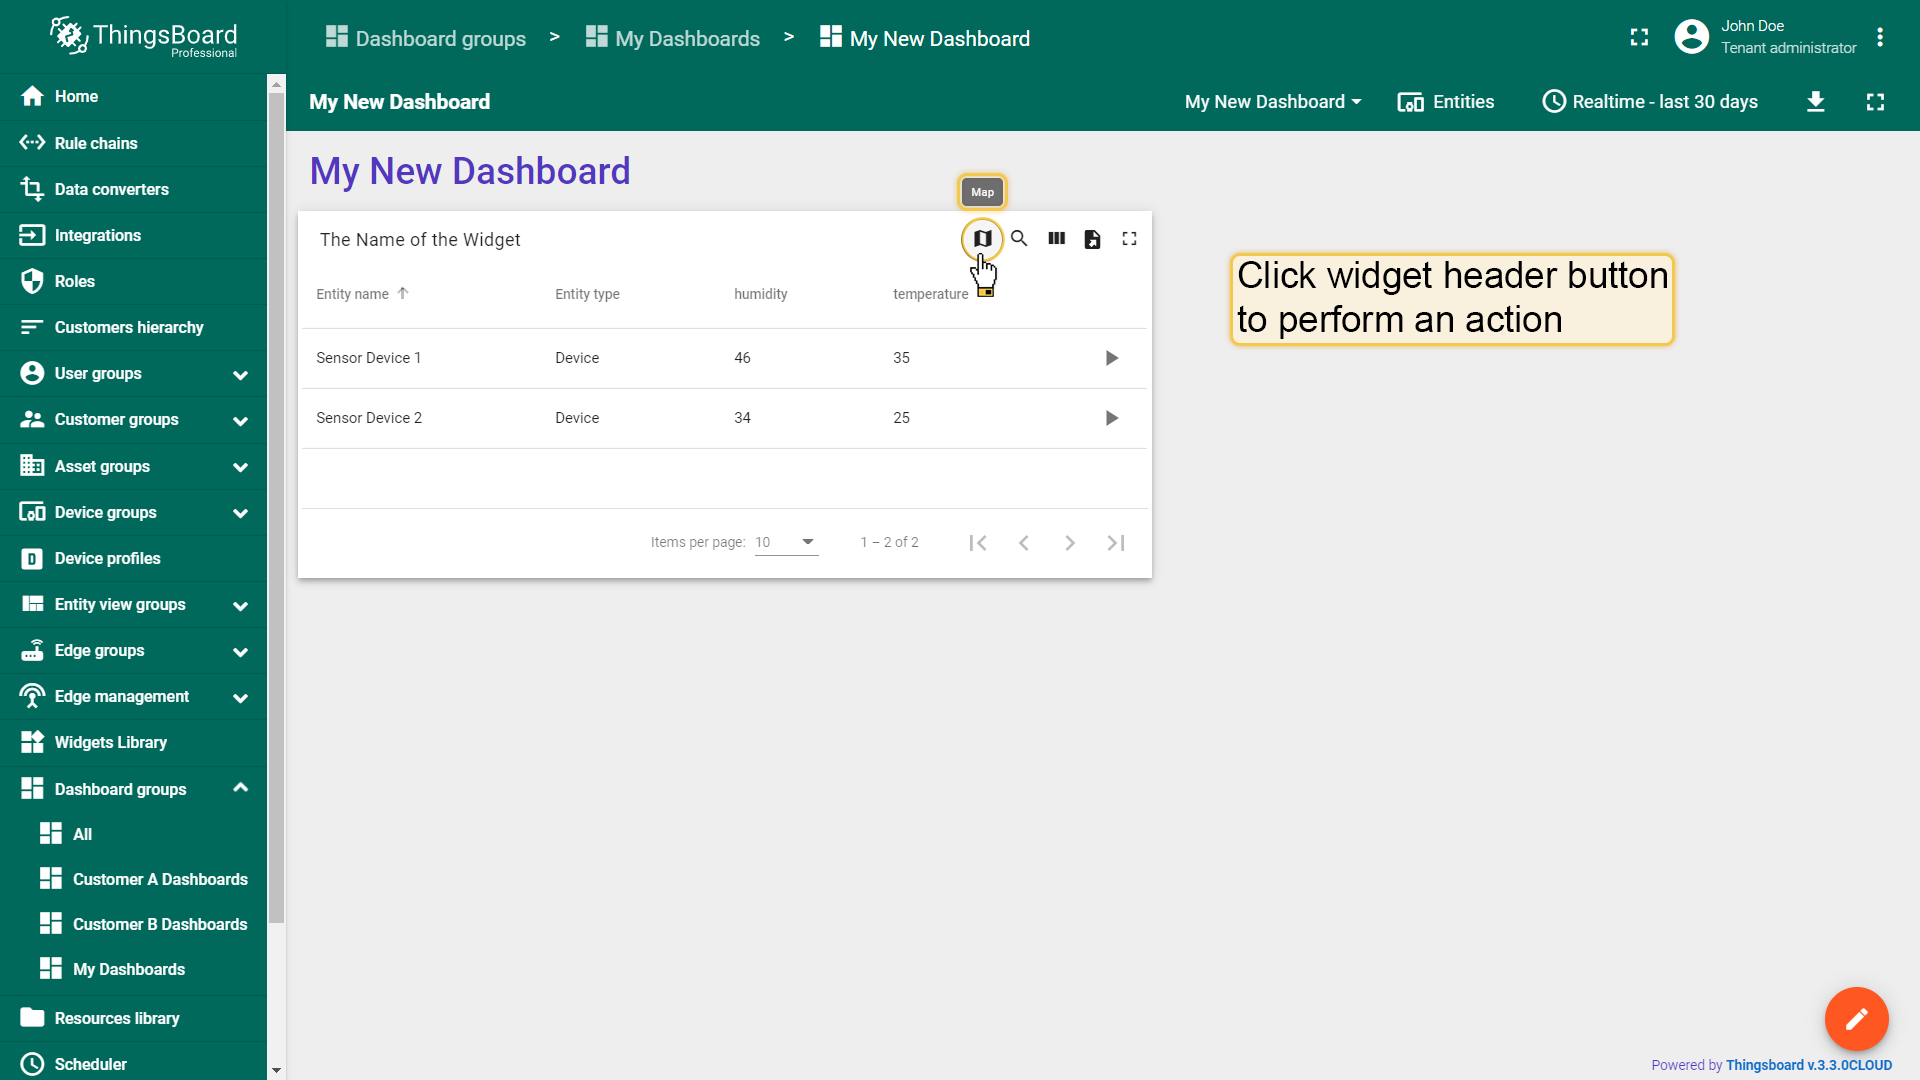 ThingsBoard
Professional
Dashboard groups > My Dashboards > My New Dashboard
John Doe
Tenant administrator
My New Dashboard
My New Dashboard
Entities
Realtime - last 30 days
Home
Rule chains
Data converters
Integrations
Roles
Customers hierarchy
User groups
Customer groups
Asset groups
Device groups
D
Device profiles
Entity view groups
Edge groups
Edge management
Widgets Library
Dashboard groups
All
Customer A Dashboards
Customer B Dashboards
My Dashboards
Resources library
Scheduler
My New Dashboard
Map
The Name of the Widget
Entity name Entity type humidity temperature
Sensor Device 1 Device 46 35
Sensor Device 2 Device 34 25
Items per page: 10 1 – 2 of 2
Click widget header button
to perform an action
Powered by Thingsboard v.3.3.0CLOUD